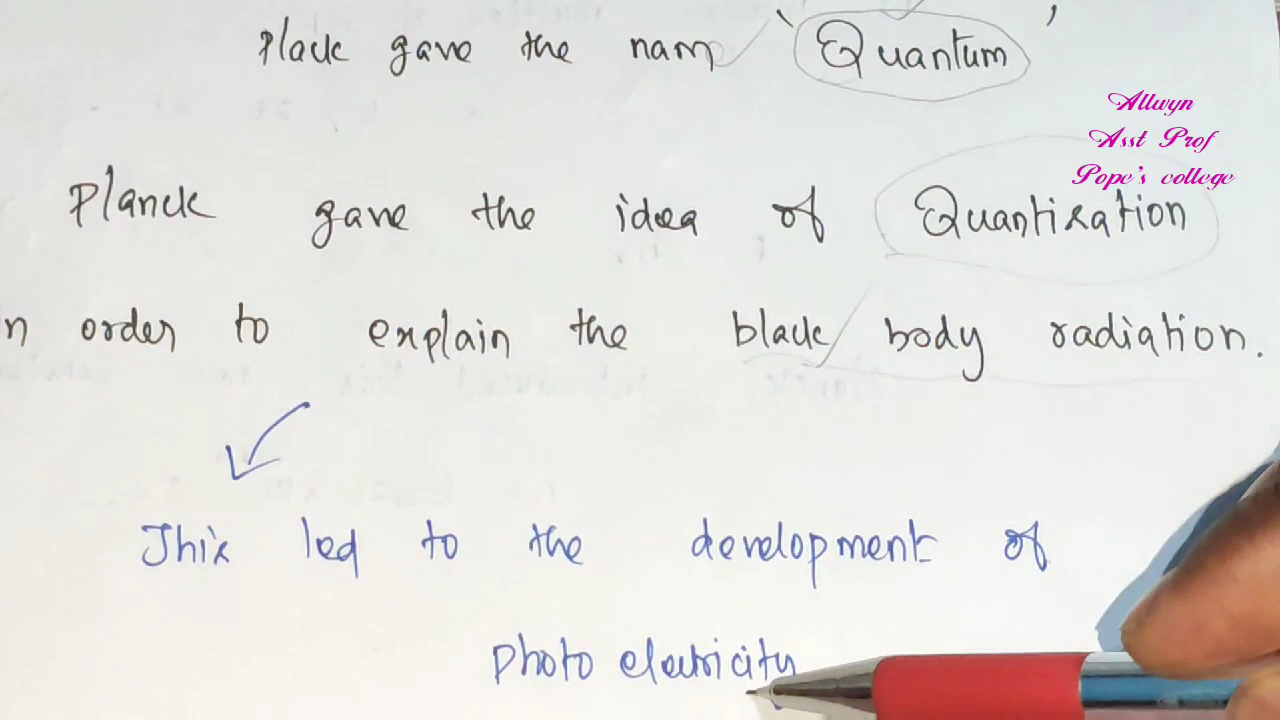 Plack gave the name 'Quantum'
Allwyn
Asst Prof
Pope's college
Planck gave the idea of Quantization
n order to explain the black body radiation.
This led to the development of
Photo electricity